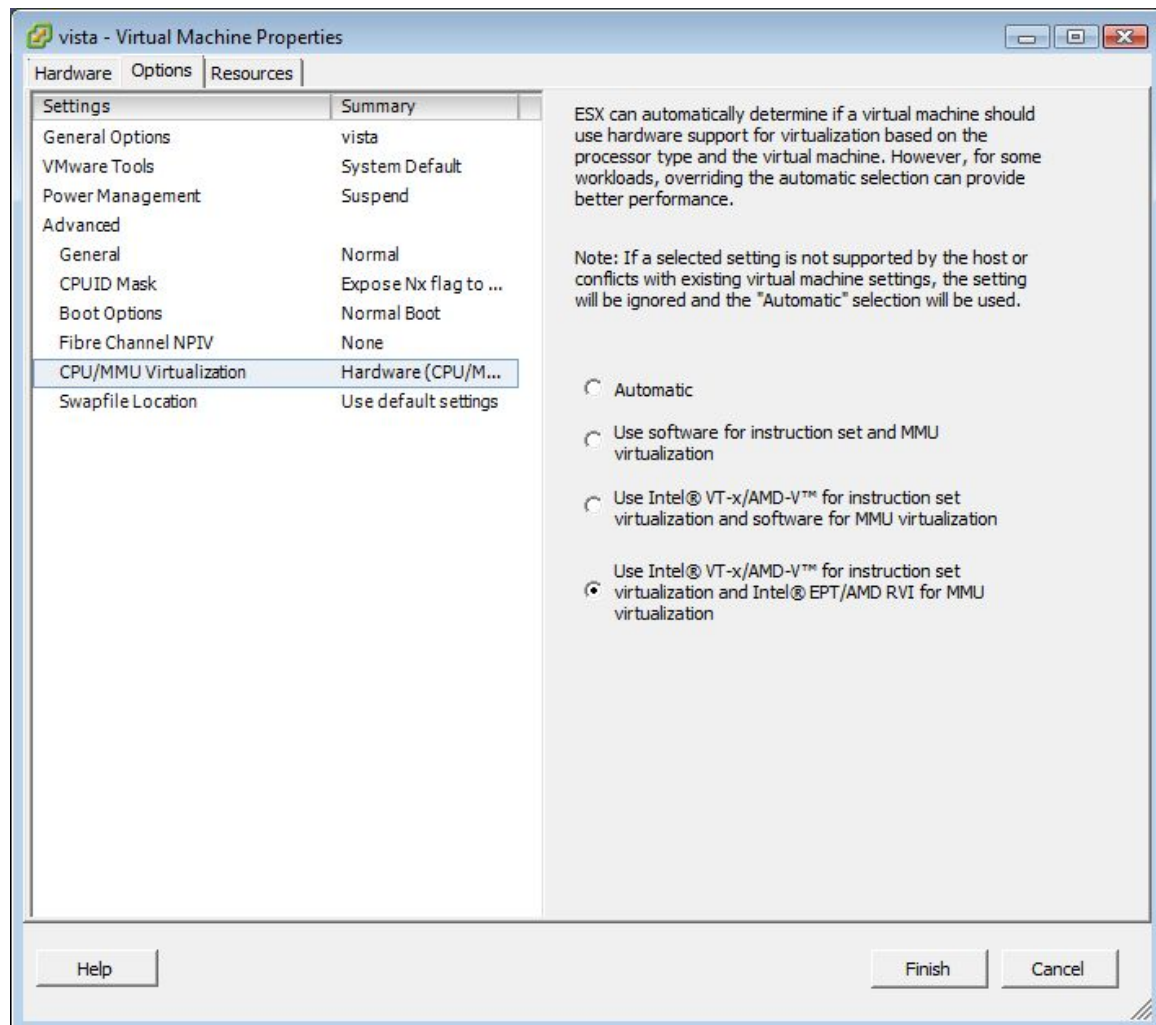 vista - Virtual Machine Properties
Hardware Options Resources
Settings Summary
General Options vista
VMware Tools System Default
Power Management Suspend
Advanced
General Normal
CPUID Mask Expose Nx flag to ...
Boot Options Normal Boot
Fibre Channel NPIV None
CPU/MMU Virtualization Hardware (CPU/M...
Swapfile Location Use default settings
ESX can automatically determine if a virtual machine should
use hardware support for virtualization based on the
processor type and the virtual machine. However, for some
workloads, overriding the automatic selection can provide
better performance.
Note: If a selected setting is not supported by the host or
conflicts with existing virtual machine settings, the setting
will be ignored and the "Automatic" selection will be used.
Automatic
Use software for instruction set and MMU
virtualization
Use Intel® VT-x/AMD-V™ for instruction set
virtualization and software for MMU virtualization
Use Intel® VT-x/AMD-V™ for instruction set
virtualization and Intel® EPT/AMD RVI for MMU
virtualization
Help Finish Cancel